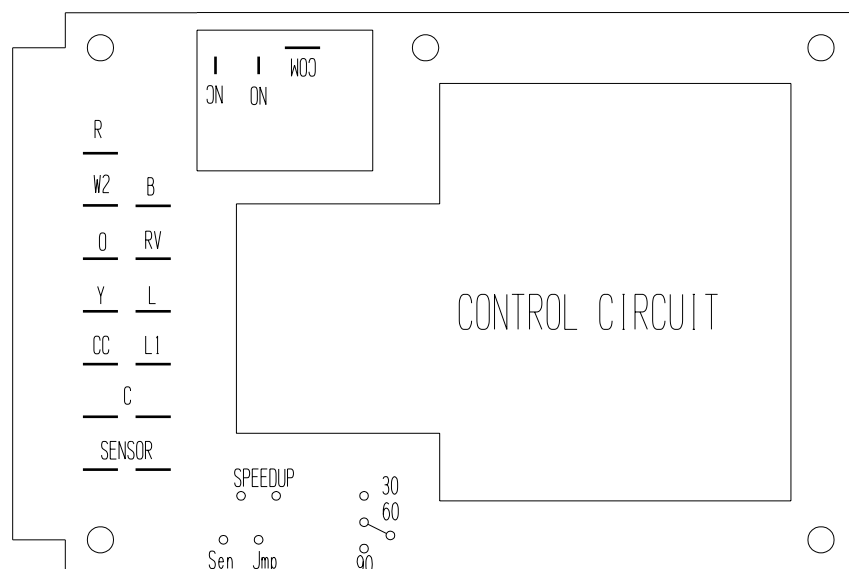 COM
NC NO
R
W2 B
O RV
Y L
CC L1
C
SENSOR
CONTROL CIRCUIT
SPEEDUP
30
60
90
Sen Jmp